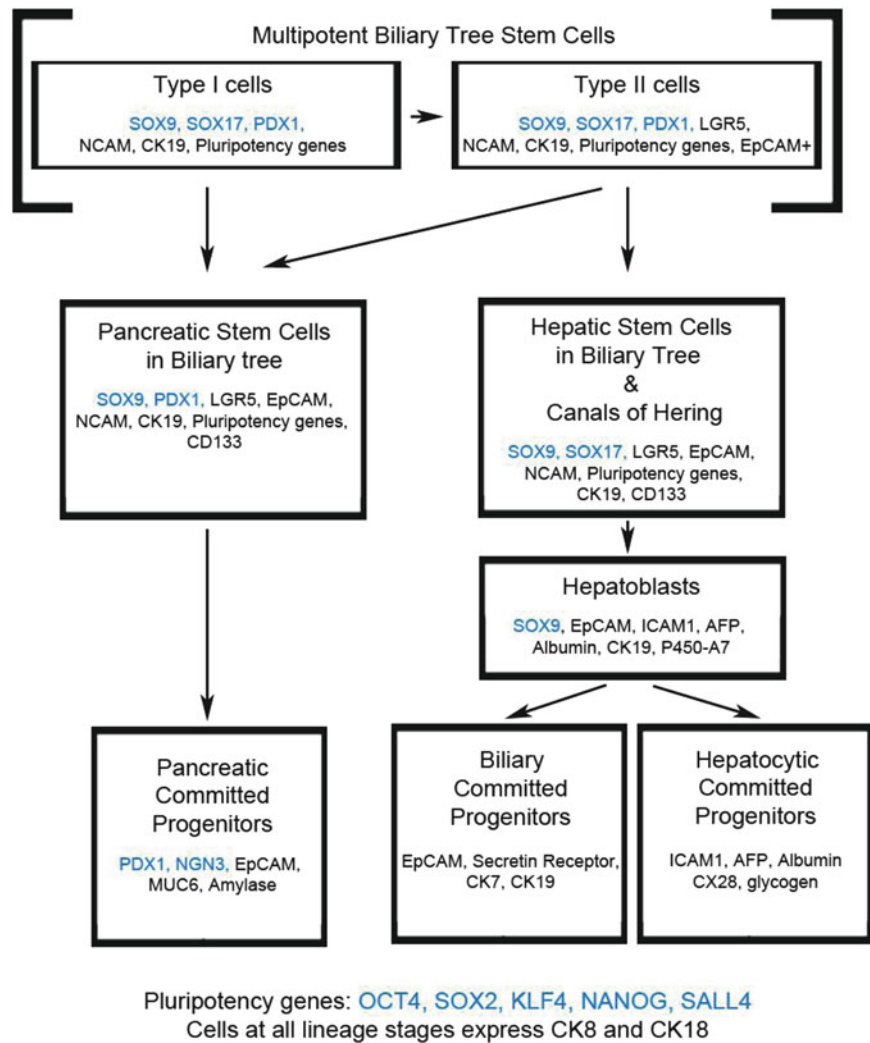 Multipotent Biliary Tree Stem Cells
Type I cells
SOX9, SOX17, PDX1,
NCAM, CK19, Pluripotency genes
Type II cells
SOX9, SOX17, PDX1, LGR5,
NCAM, CK19, Pluripotency genes, EpCAM+
Pancreatic Stem Cells
in Biliary tree
SOX9, PDX1, LGR5, EpCAM,
NCAM, CK19, Pluripotency genes,
CD133
Hepatic Stem Cells
in Biliary Tree
&
Canals of Hering
SOX9, SOX17, LGR5, EpCAM,
NCAM, Pluripotency genes,
CK19, CD133
Hepatoblasts
SOX9, EpCAM, ICAM1, AFP,
Albumin, CK19, P450-A7
Pancreatic
Committed
Progenitors
PDX1, NGN3, EpCAM,
MUC6, Amylase
Biliary
Committed
Progenitors
EpCAM, Secretin Receptor,
CK7, CK19
Hepatocytic
Committed
Progenitors
ICAM1, AFP, Albumin
CX28, glycogen
Pluripotency genes: OCT4, SOX2, KLF4, NANOG, SALL4
Cells at all lineage stages express CK8 and CK18